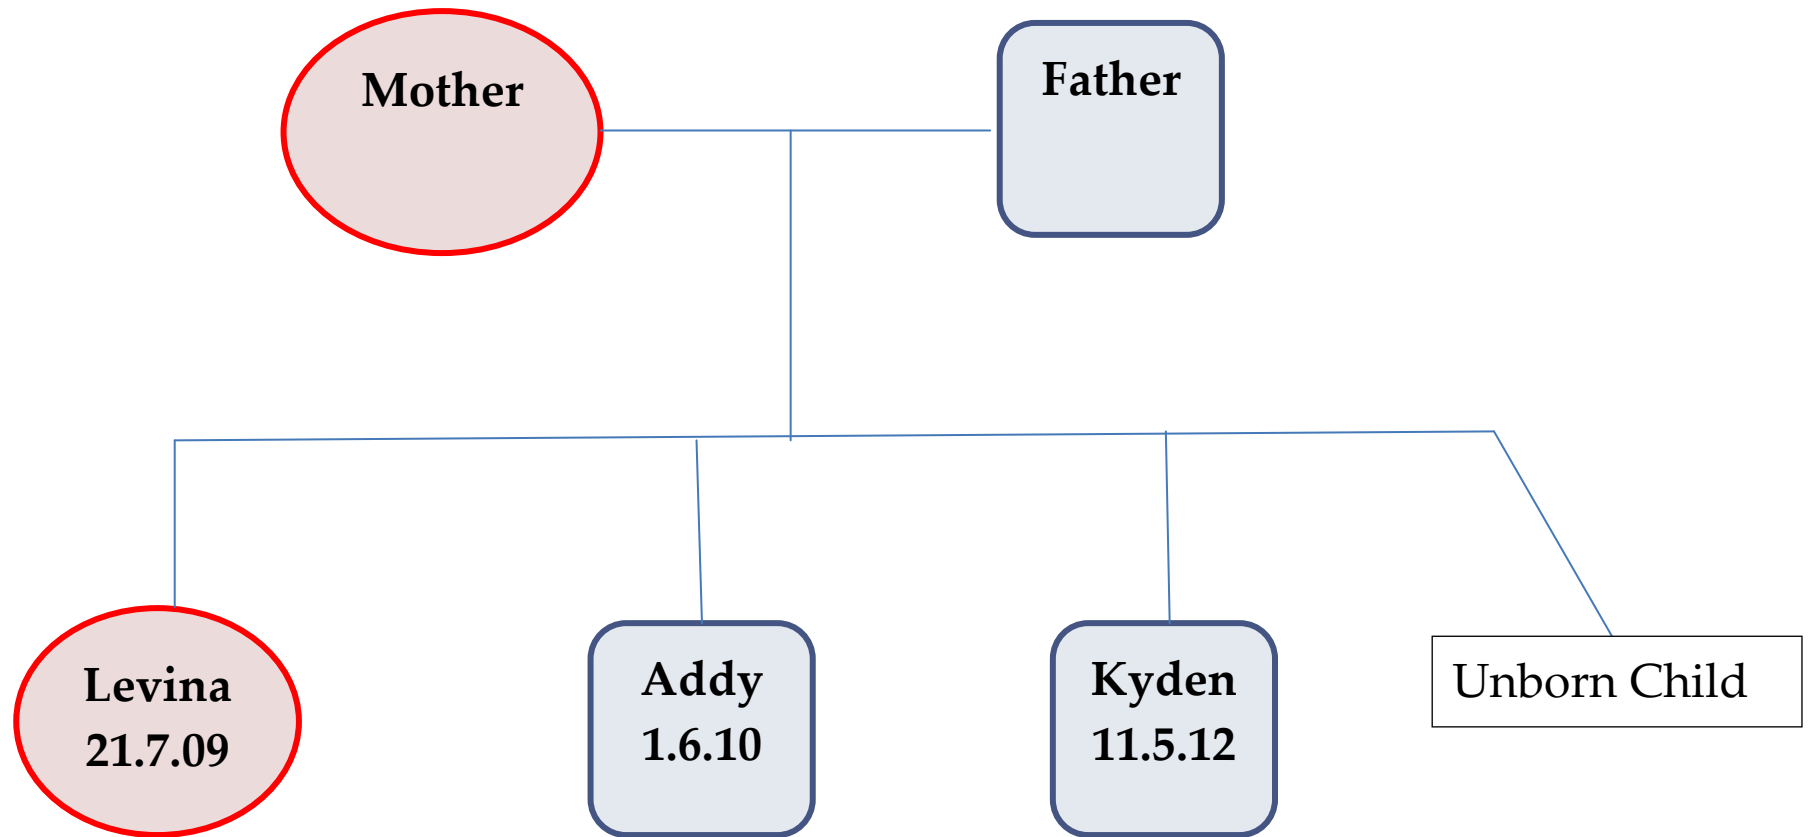 Mother
Father
Levina
21.7.09
Addy
1.6.10
Kyden
11.5.12
Unborn Child